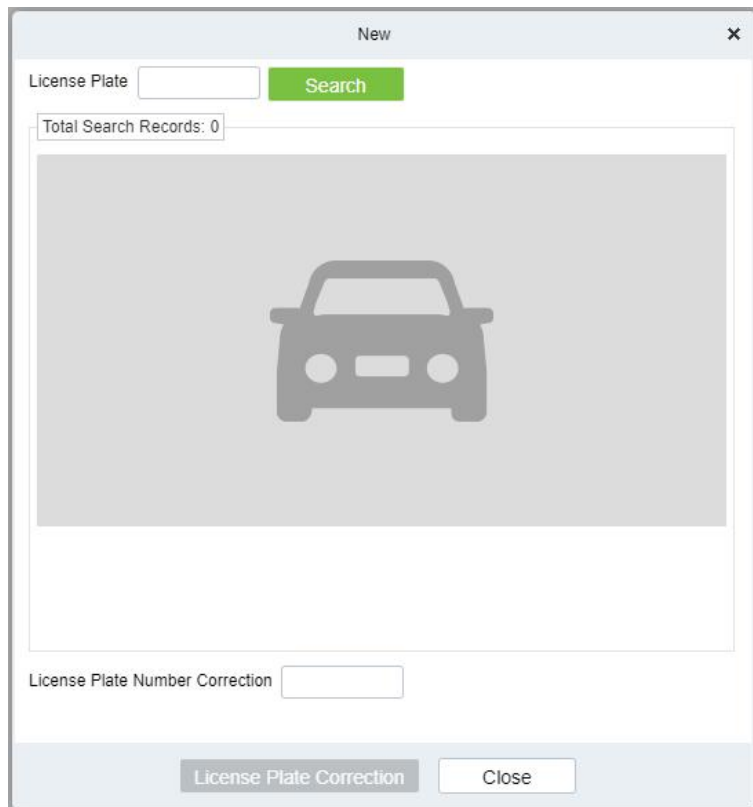 New
License Plate
Search
Total Search Records: 0
License Plate Number Correction
License Plate Correction
Close